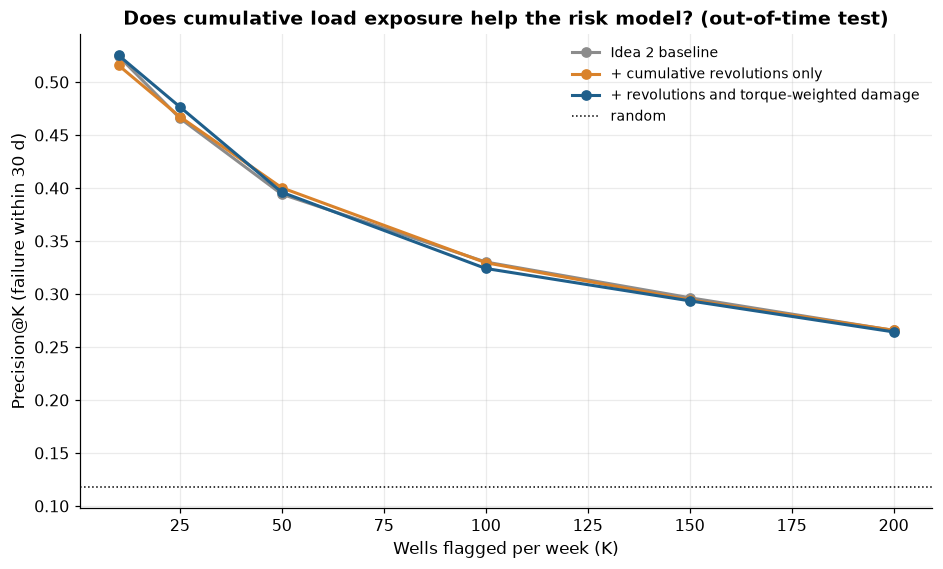 Does cumulative load exposure help the risk model? (out-of-time test)
Idea 2 baseline
+ cumulative revolutions only
+ revolutions and torque-weighted damage
random
Precision@K (failure within 30 d)
0.50
0.45
0.40
0.35
0.30
0.25
0.20
0.15
0.10
25
50
75
100
125
150
175
200
Wells flagged per week (K)